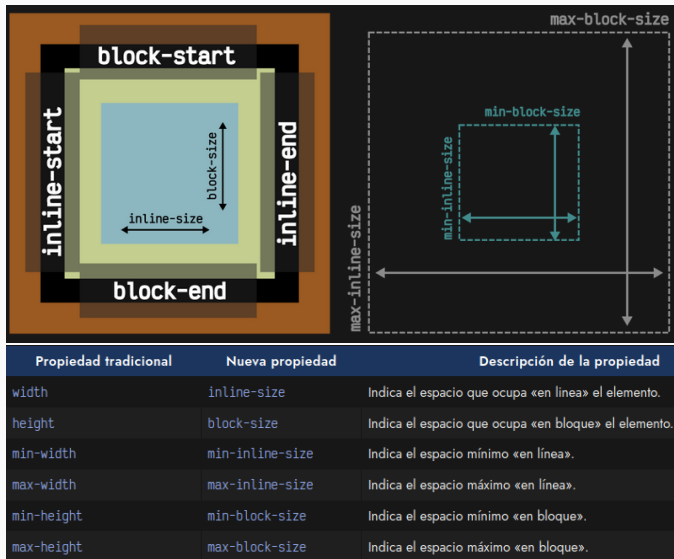 max-block-size
block-start
inline-start
inline-end
block-size
inline-size
block-end
min-block-size
min-inline-size
max-inline-size
Propiedad tradicional Nueva propiedad Descripción de la propiedad
width inline-size Indica el espacio que ocupa «en linea» el elemento.
height block-size Indica el espacio que ocupa «en bloque» el elemento.
min-width min-inline-size Indica el espacio mínimo «en línea».
max-width max-inline-size Indica el espacio máximo «en línea».
min-height min-block-size Indica el espacio mínimo «en bloque».
max-height max-block-size Indica el espacio máximo «en bloque».